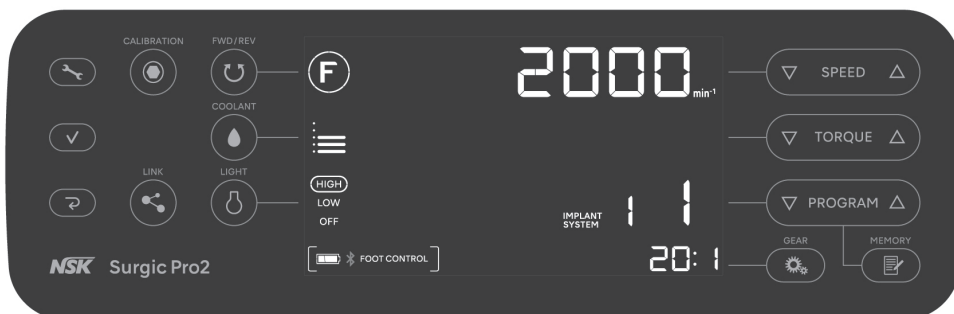 CALIBRATION
FWD/REV
COOLANT
LINK
LIGHT
NSK Surgic Pro2
F
2000 min-1
HIGH
LOW
OFF
IMPLANT
SYSTEM
1 1
FOOT CONTROL
20:1
SPEED
TORQUE
PROGRAM
GEAR
MEMORY